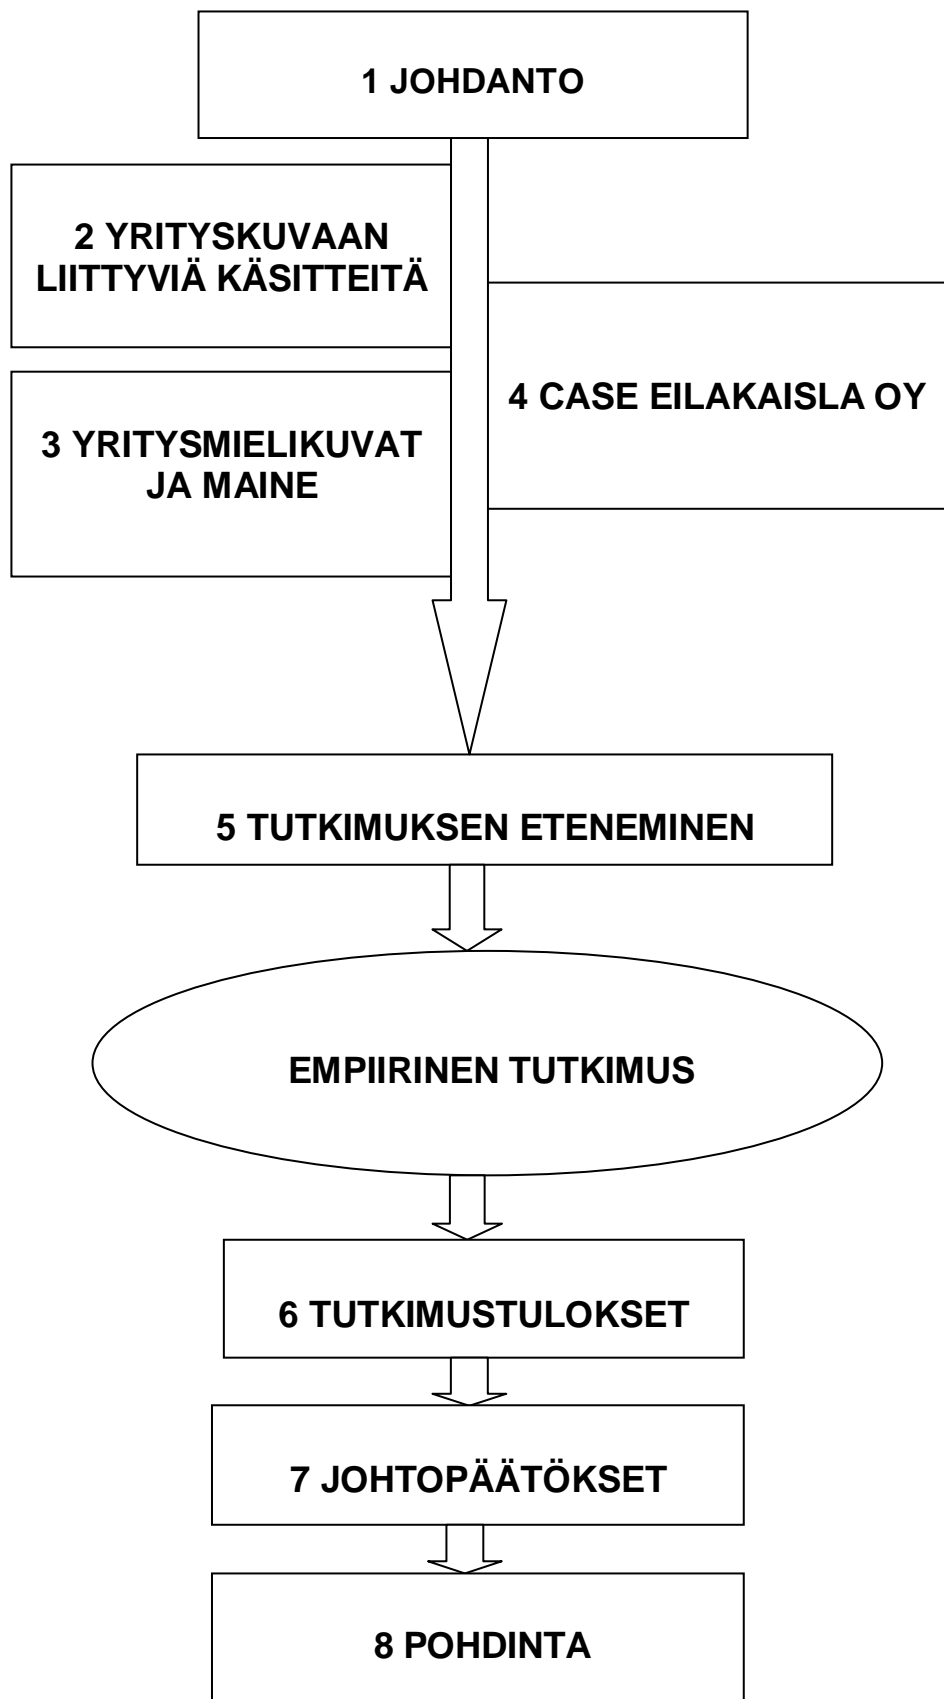 1 JOHDANTO
2 YRITYSKUVAAN
LIITTYVIÄ KÄSITTEITÄ
3 YRITYSMIELIKUVAT
JA MAINE
4 CASE EILAKAISLA OY
5 TUTKIMUKSEN ETENEMINEN
EMPIIRINEN TUTKIMUS
6 TUTKIMUSTULOKSET
7 JOHTOPÄÄTÖKSET
8 POHDINTA